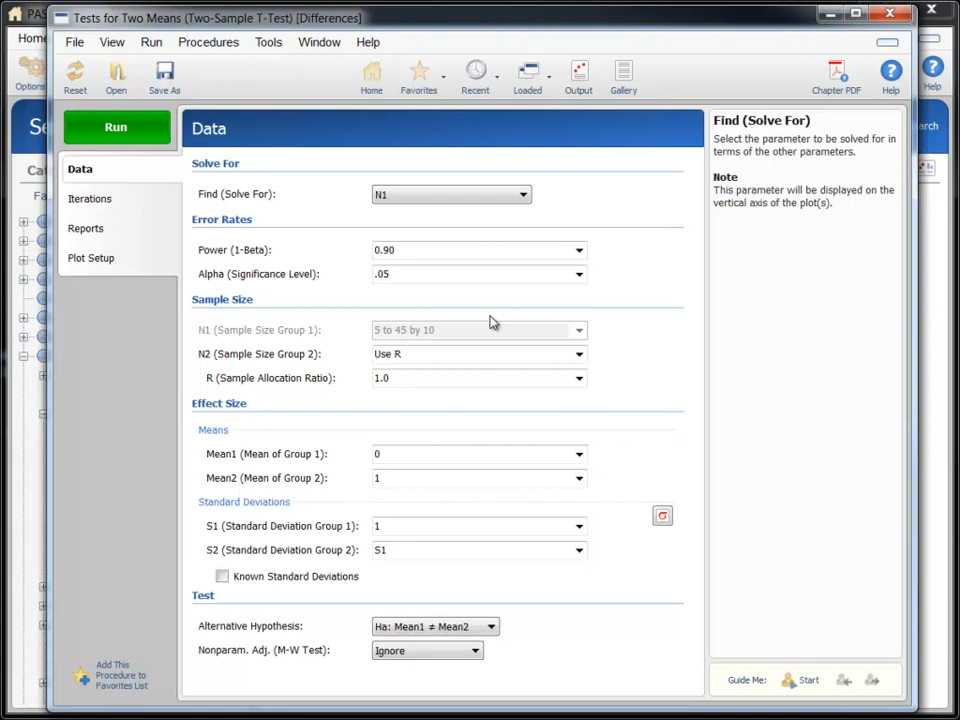 PAS
Tests for Two Means (Two-Sample T-Test) [Differences]
Home
File View Run Procedures Tools Window Help
Options
Reset Open Save As Home Favorites Recent Loaded Output Gallery Chapter PDF Help
Help
Se
arch
Cat
Fa
Run
Data
Iterations
Reports
Plot Setup
Add This
Procedure to
Favorites List
Data
Solve For
Find (Solve For): N1
Error Rates
Power (1-Beta): 0.90
Alpha (Significance Level): .05
Sample Size
N1 (Sample Size Group 1): 5 to 45 by 10
N2 (Sample Size Group 2): Use R
R (Sample Allocation Ratio): 1.0
Effect Size
Means
Mean1 (Mean of Group 1): 0
Mean2 (Mean of Group 2): 1
Standard Deviations
S1 (Standard Deviation Group 1): 1
σ
S2 (Standard Deviation Group 2): S1
Known Standard Deviations
Test
Alternative Hypothesis: Ha: Mean1 ≠ Mean2
Nonparam. Adj. (M-W Test): Ignore
Find (Solve For)
Select the parameter to be solved for in
terms of the other parameters.
Note
This parameter will be displayed on the
vertical axis of the plot(s).
Guide Me: Start